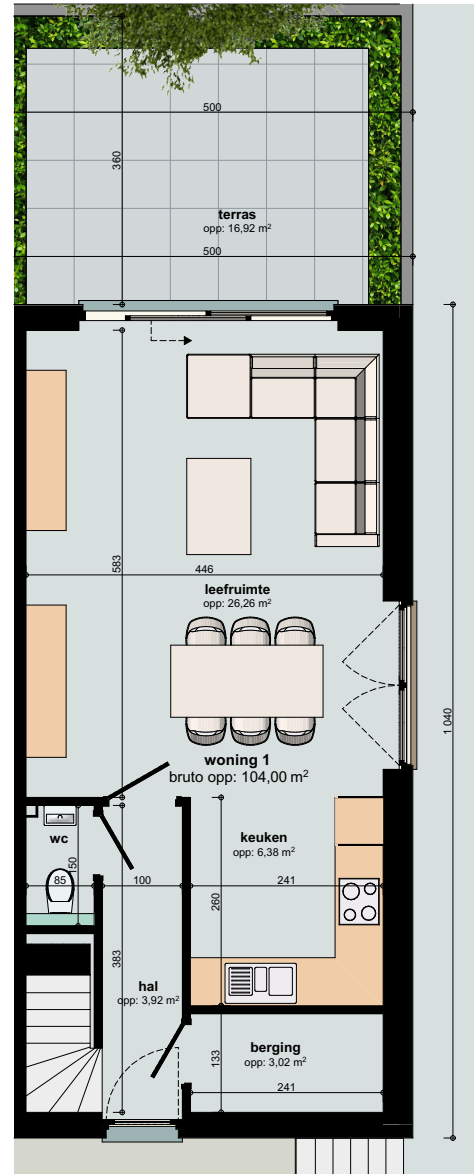 500
360
terras
opp: 16,92 m²
500
583
446
leefruimte
opp: 26,26 m²
1 040
woning 1
bruto opp: 104,00 m²
wc
150
85
100
keuken
opp: 6,38 m²
241
260
383
hal
opp: 3,92 m²
133
berging
opp: 3,02 m²
241